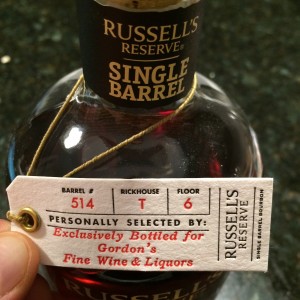 RUSSELL'S
RESERVE®
SINGLE
BARREL
BARREL # RICKHOUSE FLOOR
514 T 6
PERSONALLY SELECTED BY:
Exclusively Bottled for
Gordon's
Fine Wine & Liquors
RUSSELL'S
RESERVE
SINGLE BARREL BOURBON
RUSSELL'S